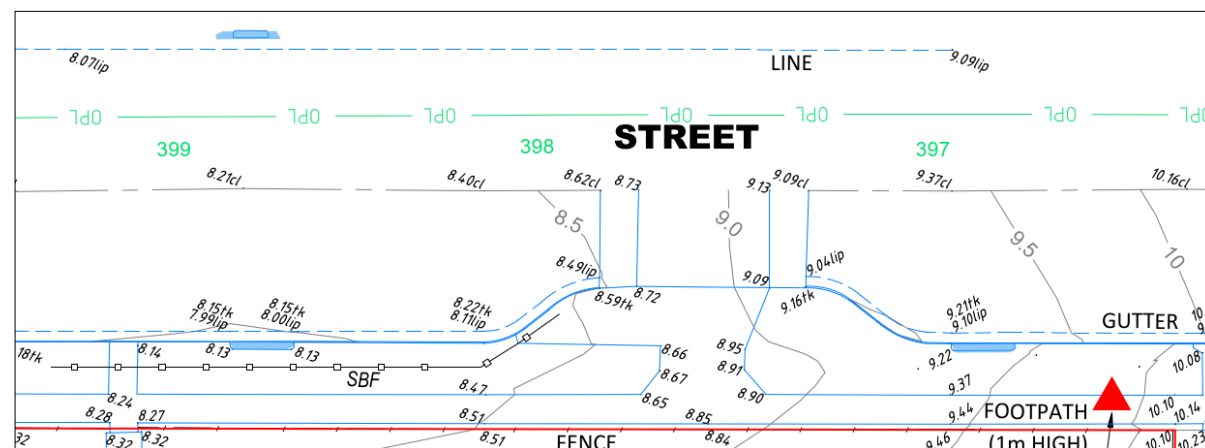 8.07lip
LINE
9.09lip
OPL OPL OPL OPL OPL OPL OPL
399 398 STREET 397
8.21cl 8.40cl 8.62cl 8.73 9.13 9.09cl 9.37cl 10.16cl
8.5 9.0 9.5 10
8.49lip 9.04lip
8.59tk 8.72 9.09 9.16tk
8.15tk 8.15tk 8.22tk 9.21tk
7.99lip 8.00lip 8.11lip 9.10lip GUTTER
18tk 8.14 8.13 8.13 8.66 8.95 9.22 10.08
SBF 8.67 8.91
8.24 8.47 8.65 8.90 9.37
8.28 8.27 8.51 8.85 9.44 FOOTPATH 10.10 10.14
8.32 8.32 8.51 FENCE 8.84 9.46 (1m HIGH) 10.10 10.23